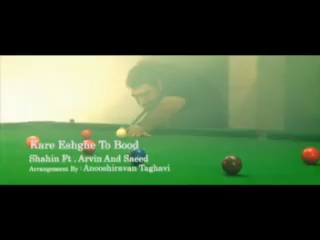 Kare Eshghe To Bood
Shahin Ft . Arvin And Saeed
Arrangement By : Anooshiravan Taghavi